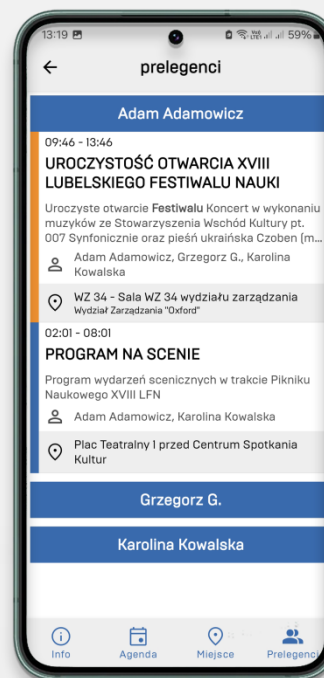 13:19 59%
prelegenci
Adam Adamowicz
09:46 - 13:46
UROCZYSTOŚĆ OTWARCIA XVIII
LUBELSKIEGO FESTIWALU NAUKI
Uroczyste otwarcie Festiwalu Koncert w wykonaniu
muzyków ze Stowarzyszenia Wschód Kultury pt.
007 Synfonicznie oraz pieśń ukraińska Czoben (m...
Adam Adamowicz, Grzegorz G., Karolina
Kowalska
WZ 34 - Sala WZ 34 wydziału zarządzania
Wydział Zarządzania "Oxford"
02:01 - 08:01
PROGRAM NA SCENIE
Program wydarzeń scenicznych w trakcie Pikniku
Naukowego XVIII LFN
Adam Adamowicz, Karolina Kowalska
Plac Teatralny 1 przed Centrum Spotkania
Kultur
Grzegorz G.
Karolina Kowalska
Info Agenda Miejsce Prelegenci